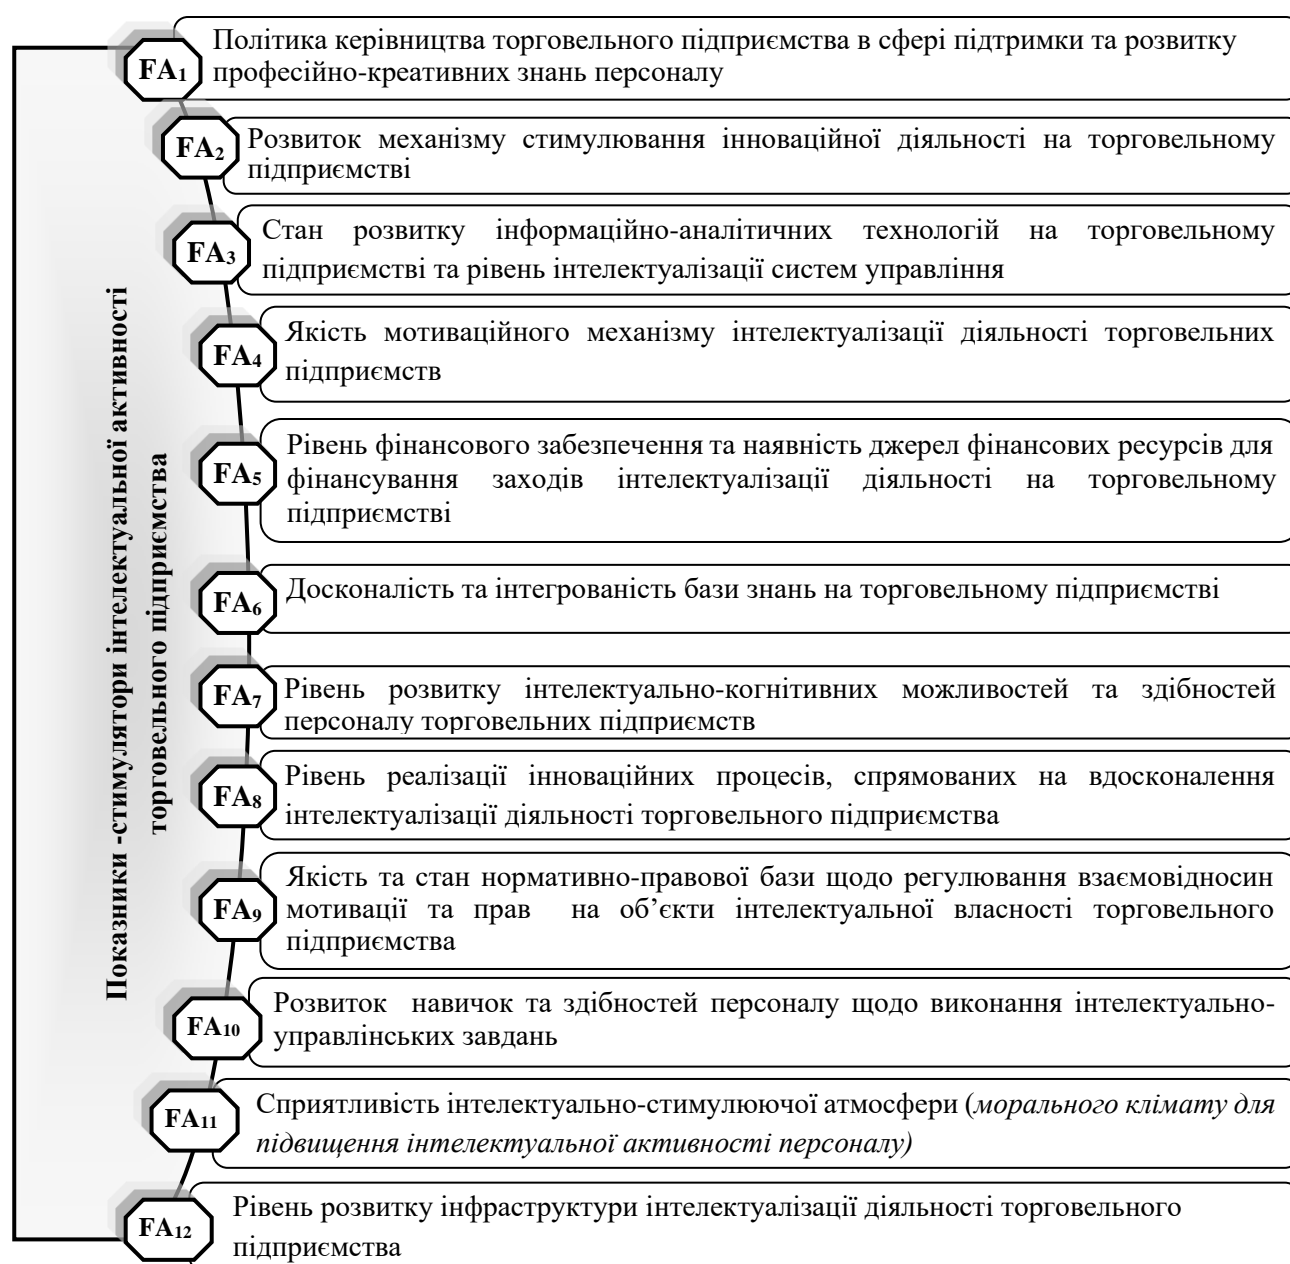 Показники -стимулятори інтелектуальної активності
торговельного підприємства
FA₁
Політика керівництва торговельного підприємства в сфері підтримки та розвитку
професійно-креативних знань персоналу
FA₂
Розвиток механізму стимулювання інноваційної діяльності на торговельному
підприємстві
FA₃
Стан розвитку інформаційно-аналітичних технологій на торговельному
підприємстві та рівень інтелектуалізації систем управління
FA₄
Якість мотиваційного механізму інтелектуалізації діяльності торговельних
підприємств
FA₅
Рівень фінансового забезпечення та наявність джерел фінансових ресурсів для
фінансування заходів інтелектуалізації діяльності на торговельному
підприємстві
FA₆
Досконалість та інтегрованість бази знань на торговельному підприємстві
FA₇
Рівень розвитку інтелектуально-когнітивних можливостей та здібностей
персоналу торговельних підприємств
FA₈
Рівень реалізації інноваційних процесів, спрямованих на вдосконалення
інтелектуалізації діяльності торговельного підприємства
FA₉
Якість та стан нормативно-правової бази щодо регулювання взаємовідносин
мотивації та прав на об’єкти інтелектуальної власності торговельного
підприємства
FA₁₀
Розвиток навичок та здібностей персоналу щодо виконання інтелектуально-
управлінських завдань
FA₁₁
Сприятливість інтелектуально-стимулюючої атмосфери (морального клімату для
підвищення інтелектуальної активності персоналу)
FA₁₂
Рівень розвитку інфраструктури інтелектуалізації діяльності торговельного
підприємства